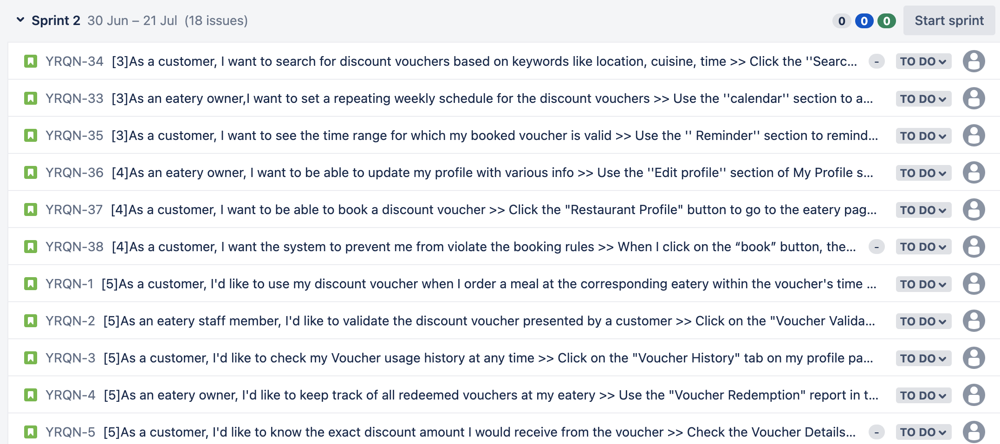 Sprint 2 30 Jun – 21 Jul (18 issues) 0 0 0 Start sprint
YRQN-34 [3]As a customer, I want to search for discount vouchers based on keywords like location, cuisine, time >> Click the ''Searc... - TO DO
YRQN-33 [3]As an eatery owner,I want to set a repeating weekly schedule for the discount vouchers >> Use the ''calendar'' section to a... TO DO
YRQN-35 [3]As a customer, I want to see the time range for which my booked voucher is valid >> Use the '' Reminder'' section to remind... TO DO
YRQN-36 [4]As an eatery owner, I want to be able to update my profile with various info >> Use the ''Edit profile'' section of My Profile s... TO DO
YRQN-37 [4]As a customer, I want to be able to book a discount voucher >> Click the "Restaurant Profile" button to go to the eatery pag... TO DO
YRQN-38 [4]As a customer, I want the system to prevent me from violate the booking rules >> When I click on the “book” button, the... - TO DO
YRQN-1 [5]As a customer, I'd like to use my discount voucher when I order a meal at the corresponding eatery within the voucher's time ... TO DO
YRQN-2 [5]As an eatery staff member, I'd like to validate the discount voucher presented by a customer >> Click on the "Voucher Valida... TO DO
YRQN-3 [5]As a customer, I'd like to check my Voucher usage history at any time >> Click on the "Voucher History" tab on my profile pa... TO DO
YRQN-4 [5]As an eatery owner, I'd like to keep track of all redeemed vouchers at my eatery >> Use the "Voucher Redemption" report in t... TO DO
YRQN-5 [5]As a customer, I'd like to know the exact discount amount I would receive from the voucher >> Check the Voucher Details... - TO DO